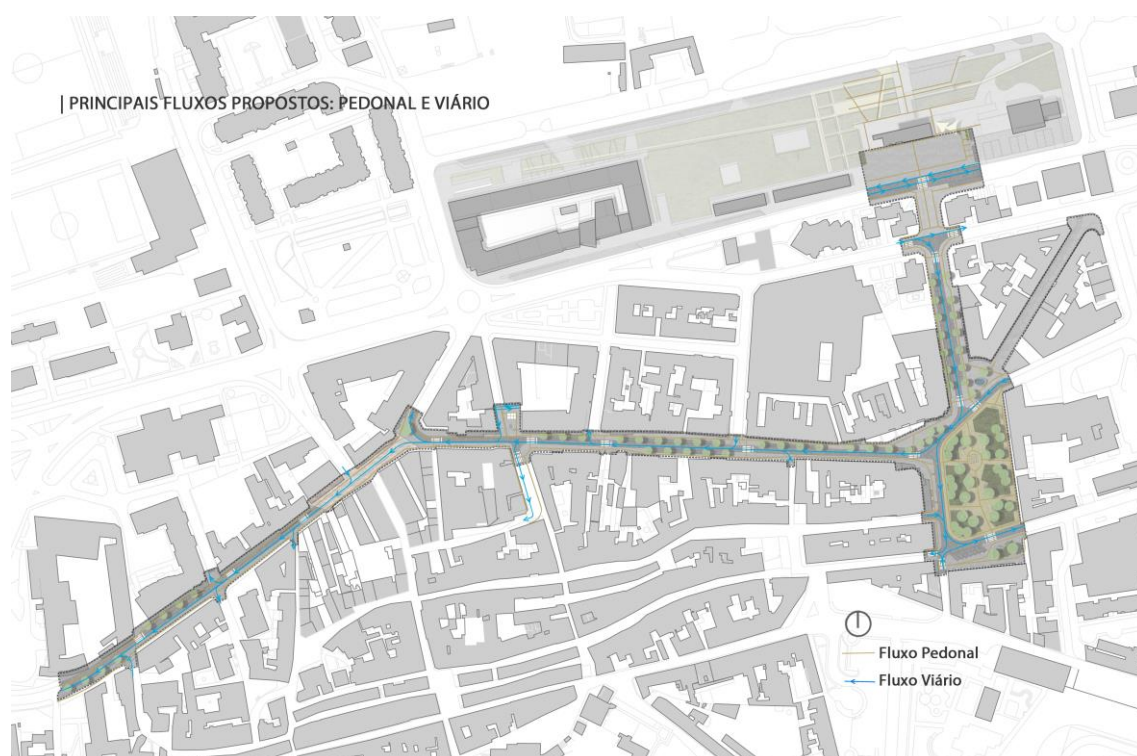 | PRINCIPAIS FLUXOS PROPOSTOS: PEDONAL E VIÁRIO
Fluxo Pedonal
Fluxo Viário